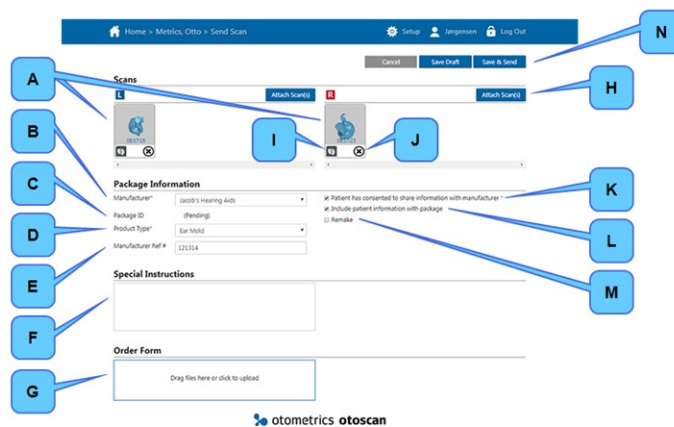 Home > Metrics, Otto > Send Scan
Setup
Jørgensen
Log Out
N
Cancel
Save Draft
Save & Send
A
Scans
L
Attach Scan(s)
R
Attach Scan(s)
H
B
I
J
C
Package Information
Manufacturer*
Jacob's Hearing Aids
Patient has consented to share information with manufacturer *
K
Package ID
(Pending)
Include patient information with package
D
Product Type*
Ear Mold
Remake
L
Manufacturer Ref #
121314
E
Special Instructions
M
F
Order Form
G
Drag files here or click to upload
otometrics otoscan